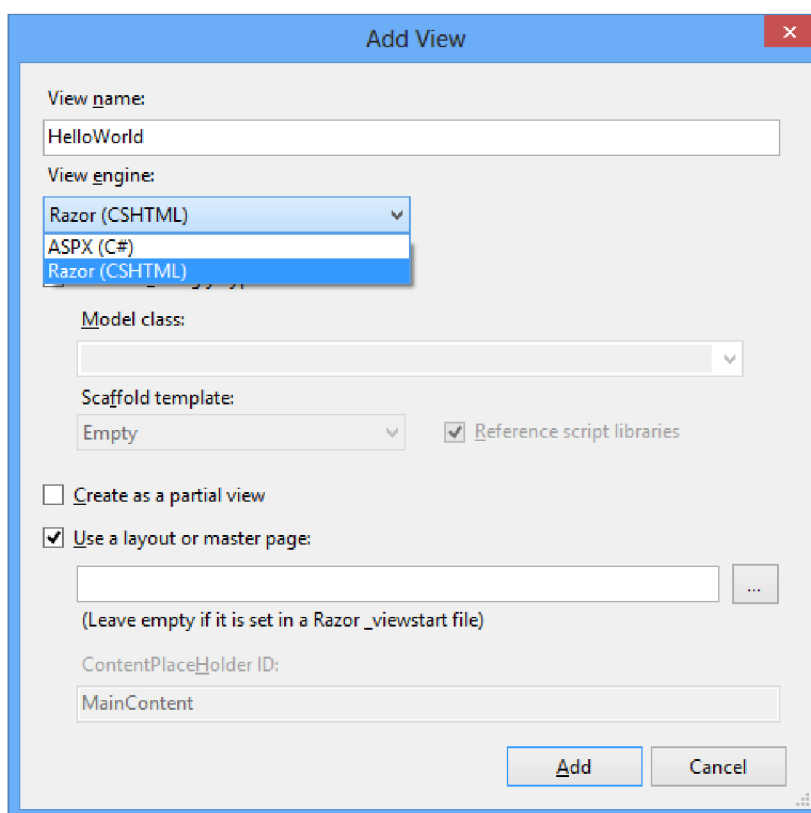 Add View
View name:
HelloWorld
View engine:
Razor (CSHTML)
ASPX (C#)
Razor (CSHTML)
Model class:
Scaffold template:
Empty
Reference script libraries
Create as a partial view
Use a layout or master page:
...
(Leave empty if it is set in a Razor _viewstart file)
ContentPlaceHolder ID:
MainContent
Add
Cancel